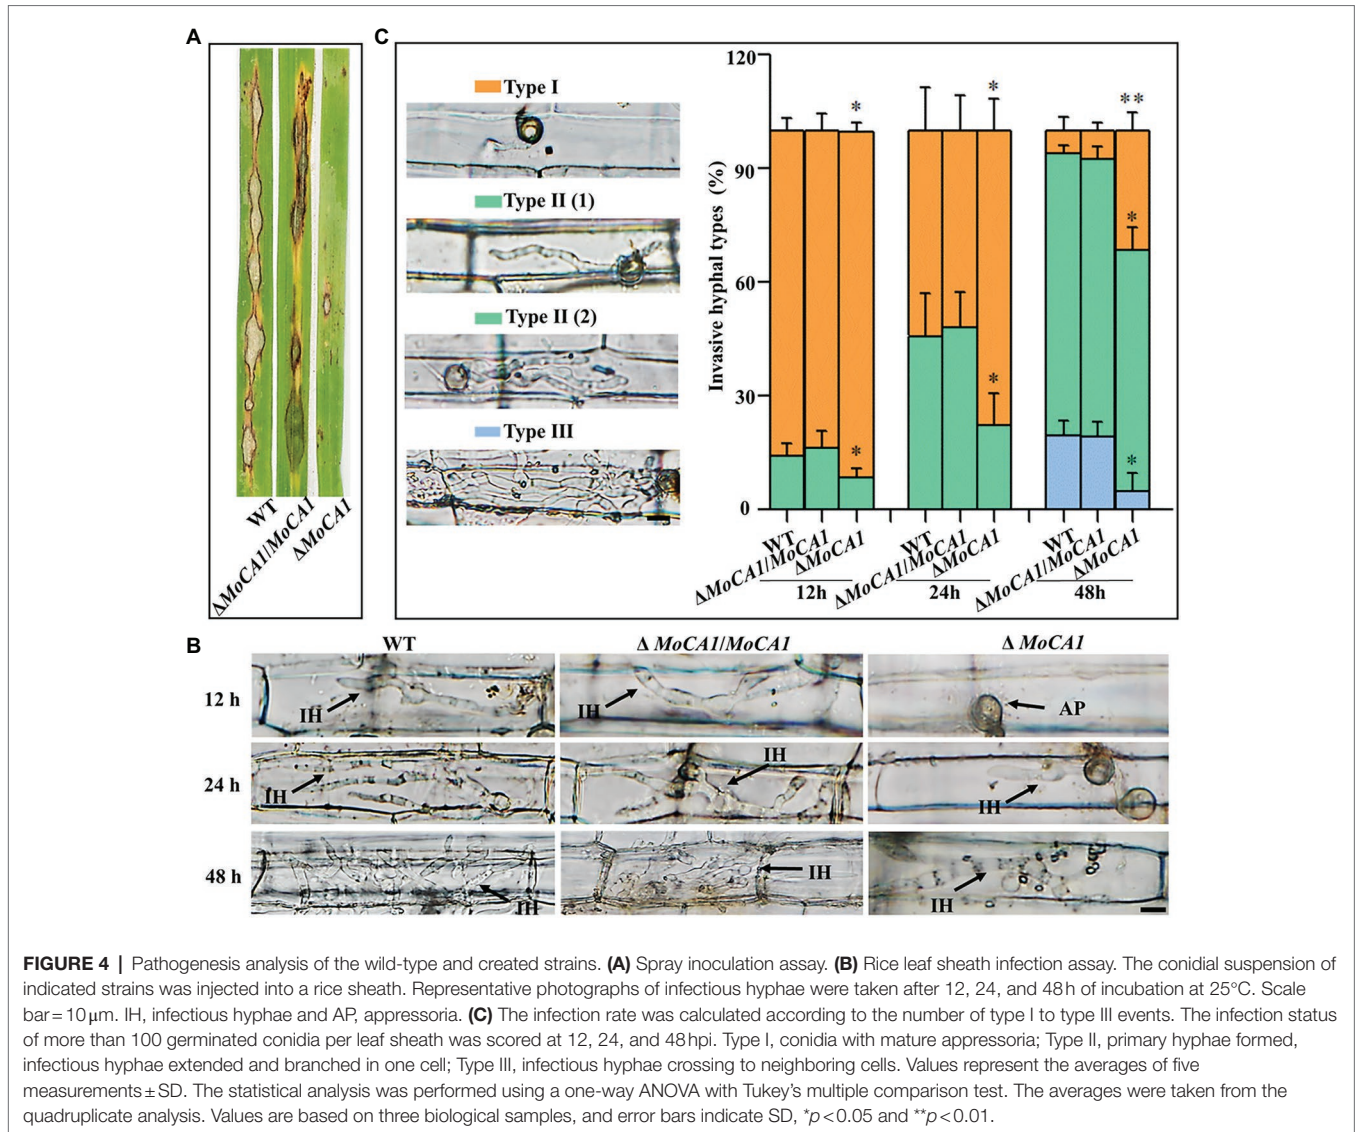 A
WT
ΔMoCA1/MoCA1
ΔMoCA1
C
Type I
Type II (1)
Type II (2)
Type III
Invasive hyphal types (%)
120
90
60
30
0
*
*
*
*
**
*
*
WT
ΔMoCA1/MoCA1
ΔMoCA1
12h
WT
ΔMoCA1/MoCA1
ΔMoCA1
24h
WT
ΔMoCA1/MoCA1
ΔMoCA1
48h
B
WT
Δ MoCA1/MoCA1
Δ MoCA1
12 h
IH
IH
AP
24 h
IH
IH
IH
48 h
IH
IH
IH
FIGURE 4 | Pathogenesis analysis of the wild-type and created strains. (A) Spray inoculation assay. (B) Rice leaf sheath infection assay. The conidial suspension of
indicated strains was injected into a rice sheath. Representative photographs of infectious hyphae were taken after 12, 24, and 48 h of incubation at 25°C. Scale
bar = 10 μm. IH, infectious hyphae and AP, appressoria. (C) The infection rate was calculated according to the number of type I to type III events. The infection status
of more than 100 germinated conidia per leaf sheath was scored at 12, 24, and 48 hpi. Type I, conidia with mature appressoria; Type II, primary hyphae formed,
infectious hyphae extended and branched in one cell; Type III, infectious hyphae crossing to neighboring cells. Values represent the averages of five
measurements ± SD. The statistical analysis was performed using a one-way ANOVA with Tukey's multiple comparison test. The averages were taken from the
quadruplicate analysis. Values are based on three biological samples, and error bars indicate SD, *p < 0.05 and **p < 0.01.